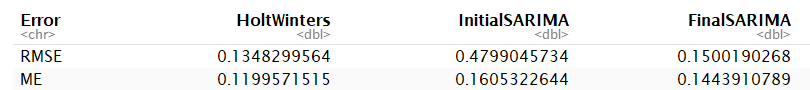 Error HoltWinters InitialSARIMA FinalSARIMA
<chr> <dbl> <dbl> <dbl>
RMSE 0.1348299564 0.4799045734 0.1500190268
ME 0.1199571515 0.1605322644 0.1443910789